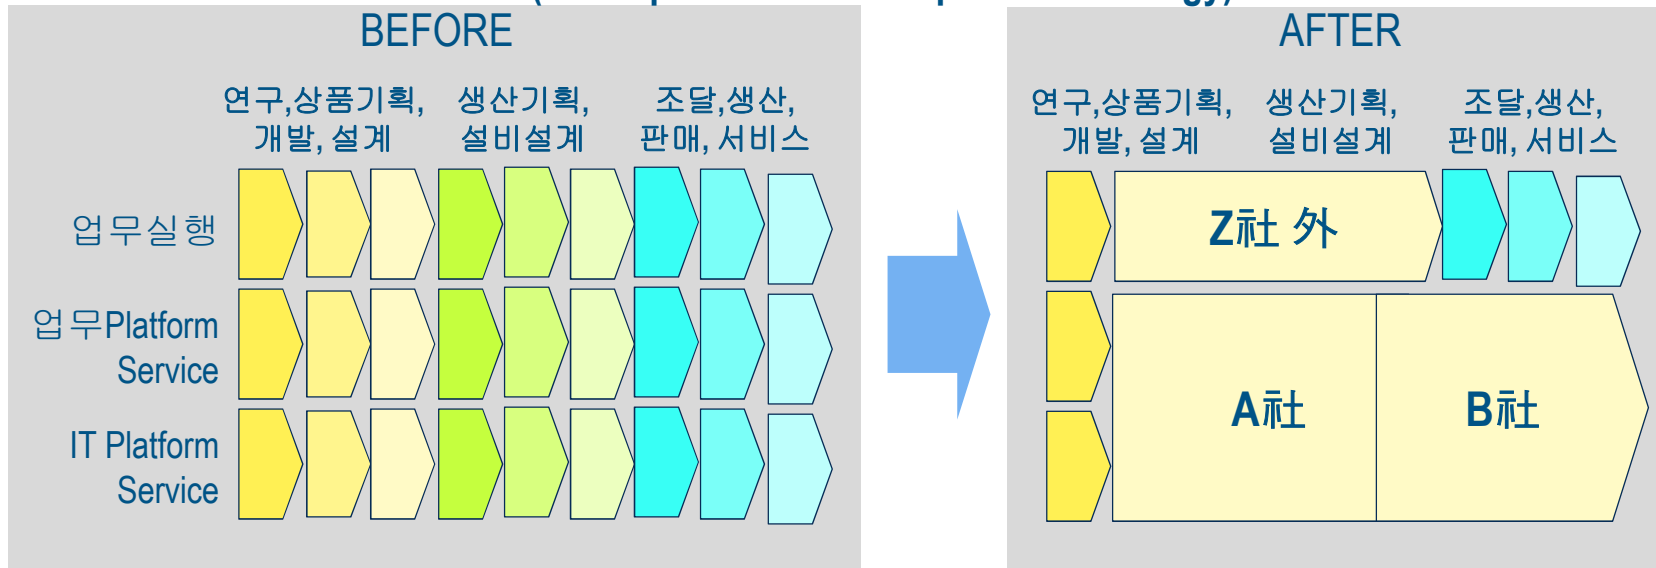 BEFORE
연구,상품기획,
개발, 설계
생산기획,
설비설계
조달,생산,
판매, 서비스
업무실행
업무Platform
Service
IT Platform
Service
AFTER
연구,상품기획,
개발, 설계
생산기획,
설비설계
조달,생산,
판매, 서비스
Z社 外
A社
B社